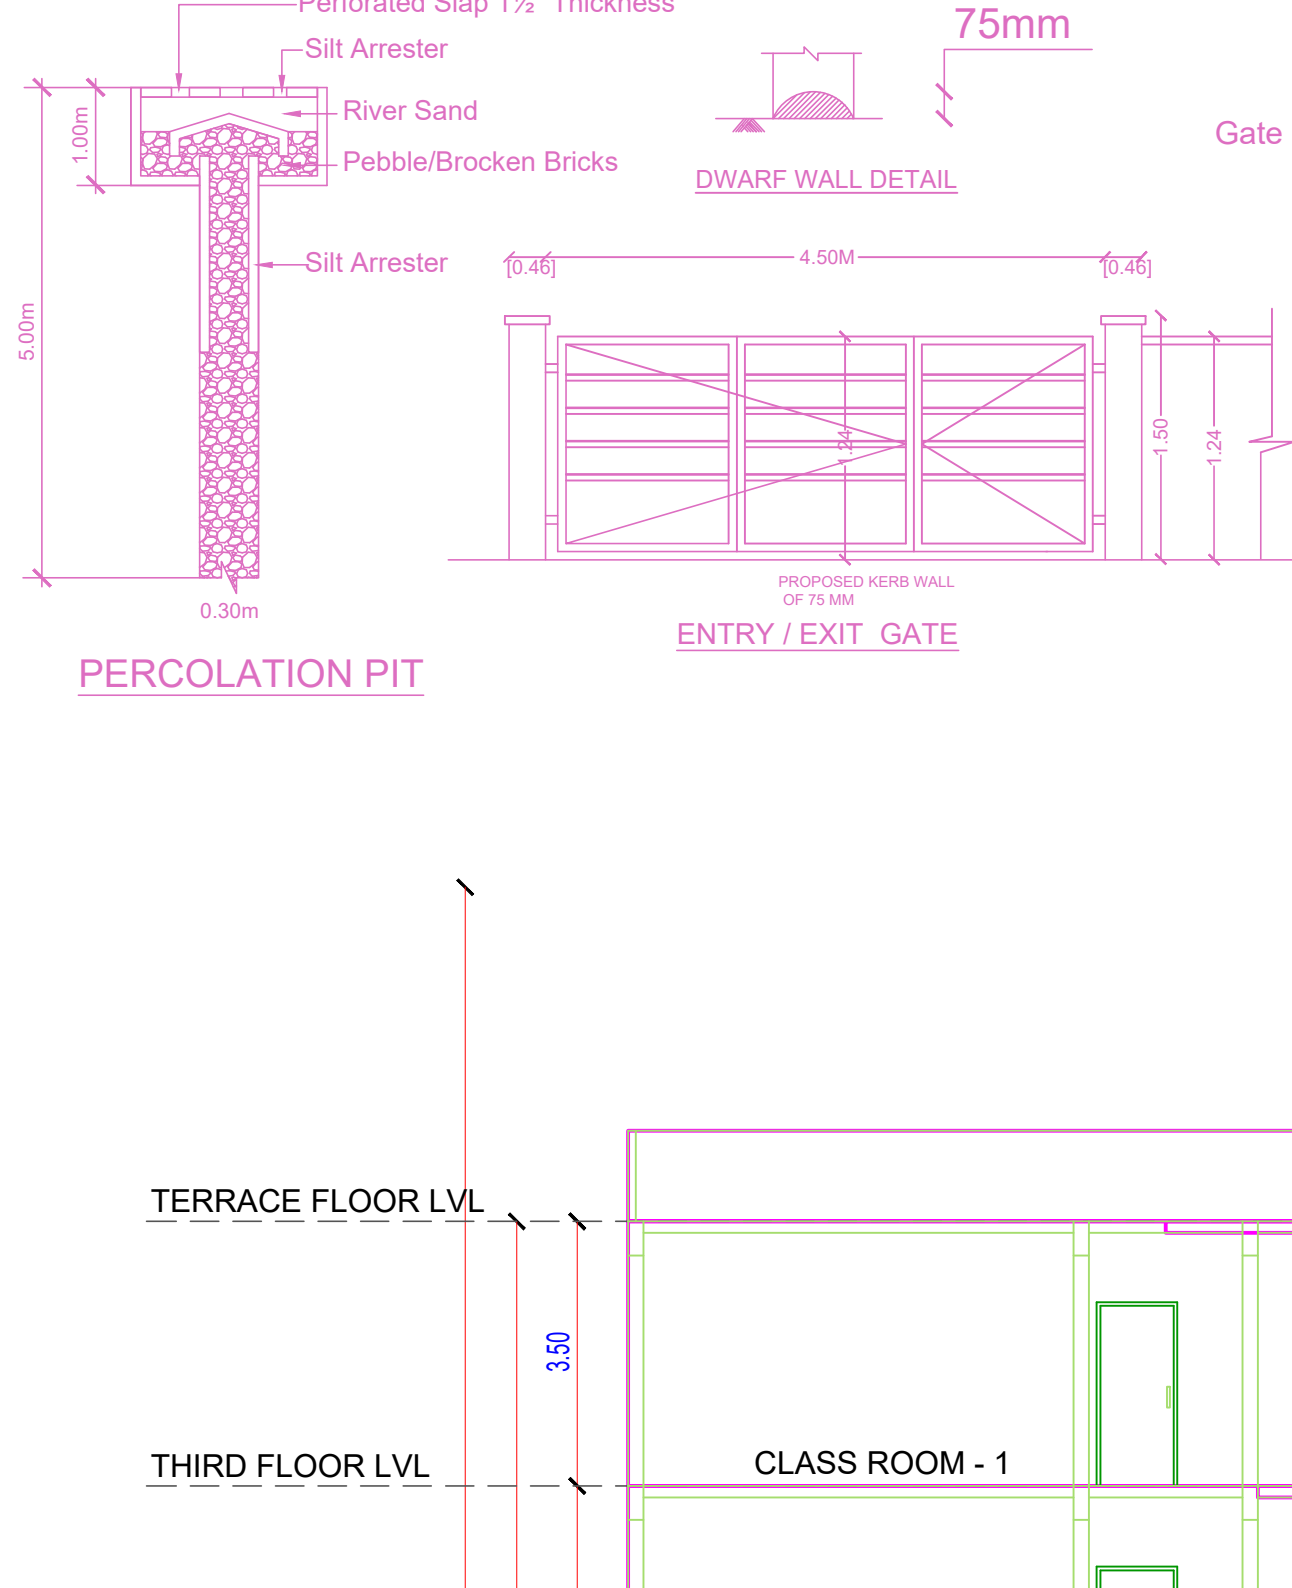 Perforated Slap 1½" Thickness
75mm
Silt Arrester
River Sand
1.00m
Gate
Pebble/Brocken Bricks
DWARF WALL DETAIL
4.50M
[0.46]
[0.46]
Silt Arrester
5.00m
1.24
1.50
1.24
PROPOSED KERB WALL
OF 75 MM
0.30m
ENTRY / EXIT GATE
PERCOLATION PIT
TERRACE FLOOR LVL
3.50
THIRD FLOOR LVL
CLASS ROOM - 1